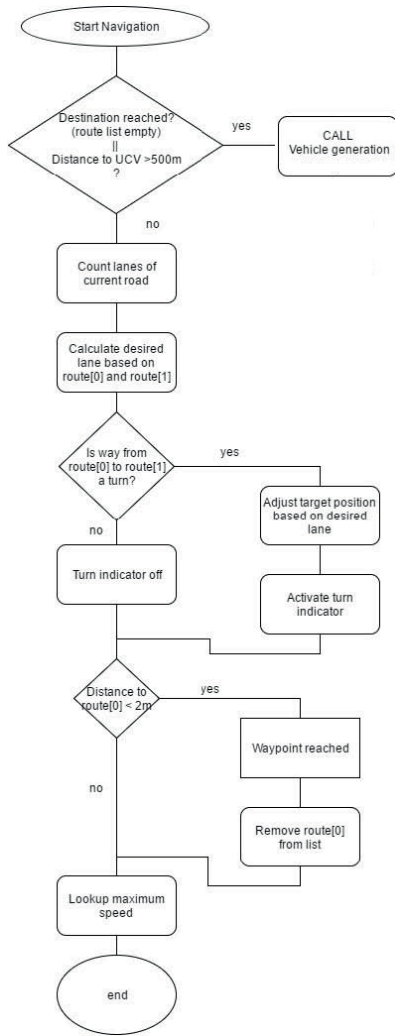 Start Navigation
Destination reached?
(route list empty)
||
Distance to UCV >500m
?
yes
CALL
Vehicle generation
no
Count lanes of
current road
Calculate desired
lane based on
route[0] and route[1]
Is way from
route[0] to route[1]
a turn?
yes
Adjust target position
based on desired
lane
no
Turn indicator off
Activate turn
indicator
Distance to
route[0] < 2m
yes
Waypoint reached
no
Remove route[0]
from list
Lookup maximum
speed
end